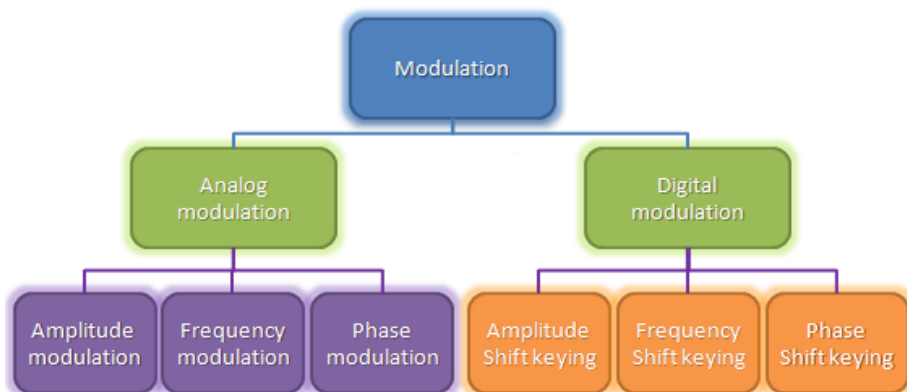 Modulation
Analog
modulation
Digital
modulation
Amplitude
modulation
Frequency
modulation
Phase
modulation
Amplitude
Shift keying
Frequency
Shift keying
Phase
Shift keying